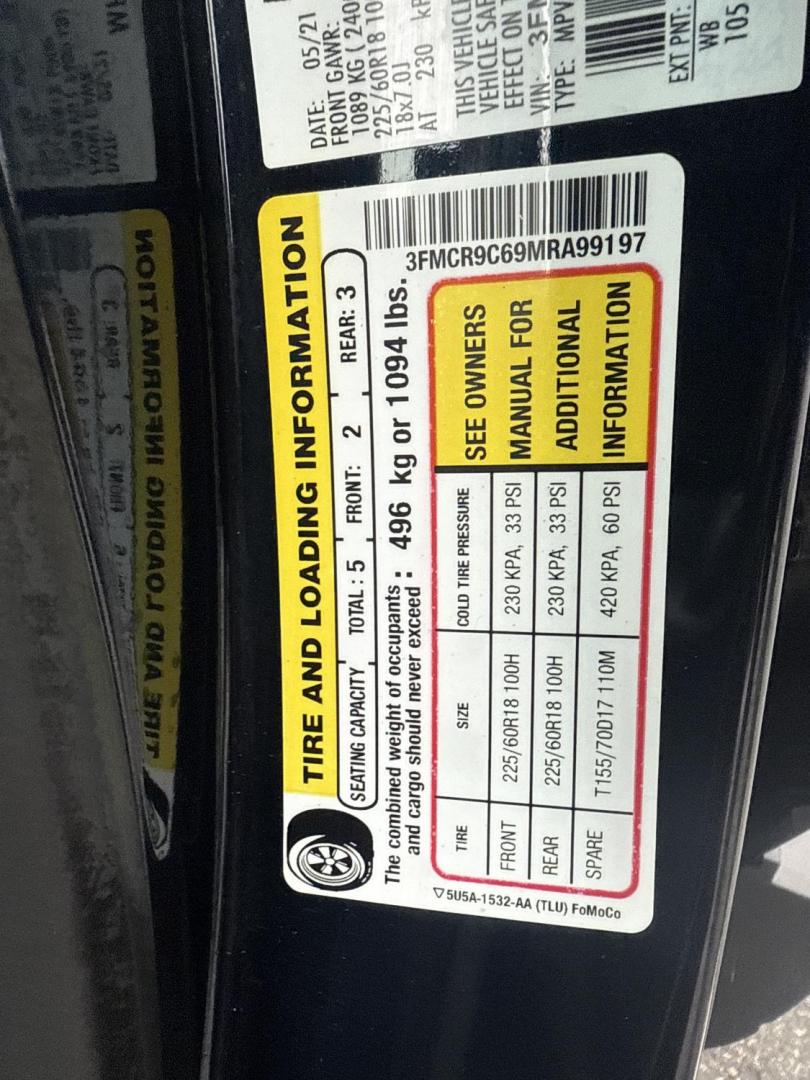 TIRE AND LOADING INFORMATION
SEATING CAPACITY TOTAL : 5 FRONT: 2 REAR: 3
The combined weight of occupants
and cargo should never exceed : 496 kg or 1094 lbs.
3FMCR9C69MRA99197
TIRE SIZE COLD TIRE PRESSURE
FRONT 225/60R18 100H 230 KPA, 33 PSI
REAR 225/60R18 100H 230 KPA, 33 PSI
SPARE T155/70D17 110M 420 KPA, 60 PSI
SEE OWNERS
MANUAL FOR
ADDITIONAL
INFORMATION
5U5A-1532-AA (TLU) FoMoCo
DATE: 05/21
FRONT GAWR:
1089 KG ( 240
225/60R18 10
18x7.0J
AT 230 kP
THIS VEHICLE
VEHICLE SAF
EFFECT ON T
VIN: 3FM
TYPE: MPV
EXT PNT:
WB
105